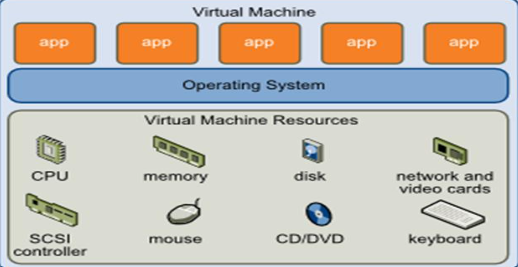 Virtual Machine
app app app app app
Operating System
Virtual Machine Resources
CPU memory disk network and
video cards
SCSI mouse CD/DVD keyboard
controller